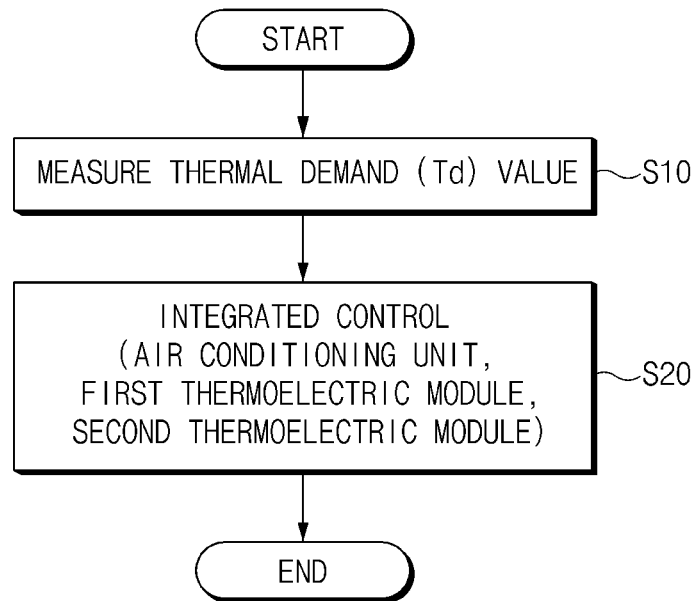 START
MEASURE THERMAL DEMAND (Td) VALUE
S10
INTEGRATED CONTROL
(AIR CONDITIONING UNIT,
FIRST THERMOELECTRIC MODULE,
SECOND THERMOELECTRIC MODULE)
S20
END